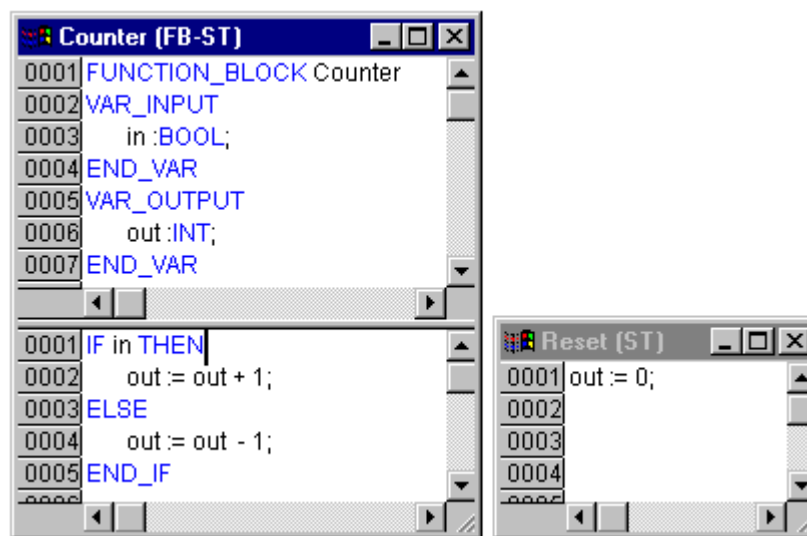 Counter (FB-ST)
0001 FUNCTION_BLOCK Counter
0002 VAR_INPUT
0003 in :BOOL;
0004 END_VAR
0005 VAR_OUTPUT
0006 out :INT;
0007 END_VAR
0001 IF in THEN
0002 out := out + 1;
0003 ELSE
0004 out := out - 1;
0005 END_IF
Reset (ST)
0001 out := 0;
0002
0003
0004